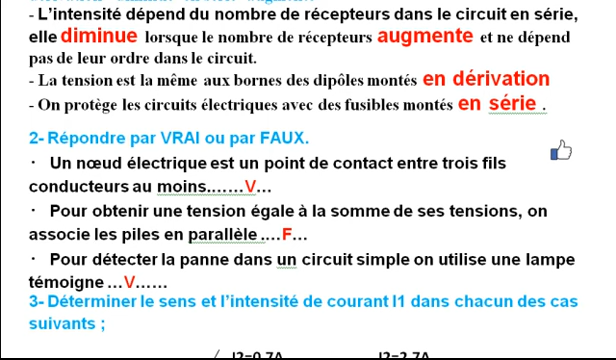 - L’intensité dépend du nombre de récepteurs dans le circuit en série,
elle diminue lorsque le nombre de récepteurs augmente et ne dépend
pas de leur ordre dans le circuit.
- La tension est la même aux bornes des dipôles montés en dérivation
- On protège les circuits électriques avec des fusibles montés en série .
2- Répondre par VRAI ou par FAUX.
· Un nœud électrique est un point de contact entre trois fils
conducteurs au moins.......V...
· Pour obtenir une tension égale à la somme de ses tensions, on
associe les piles en parallèle ....F...
· Pour détecter la panne dans un circuit simple on utilise une lampe
témoigne ...V......
3- Déterminer le sens et l’intensité de courant I1 dans chacun des cas
suivants ;
I2=0.7A I2=2.7A